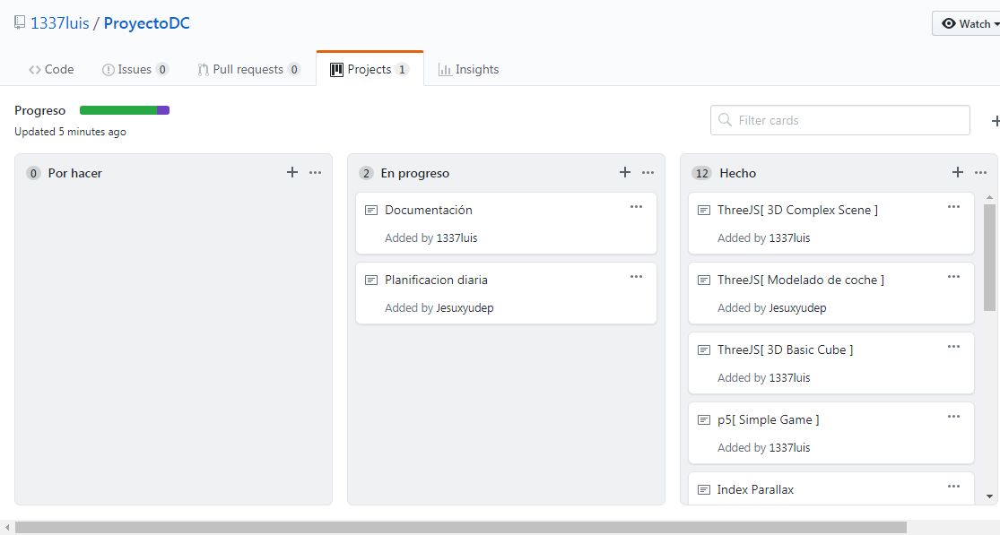 1337luis / ProyectoDC
Watch
Code
Issues 0
Pull requests 0
Projects 1
Insights
Progreso
Updated 5 minutes ago
Filter cards
0 Por hacer
2 En progreso
Documentación
Added by 1337luis
Planificacion diaria
Added by Jesuxyudep
12 Hecho
ThreeJS[ 3D Complex Scene ]
Added by 1337luis
ThreeJS[ Modelado de coche ]
Added by Jesuxyudep
ThreeJS[ 3D Basic Cube ]
Added by 1337luis
p5[ Simple Game ]
Added by 1337luis
Index Parallax